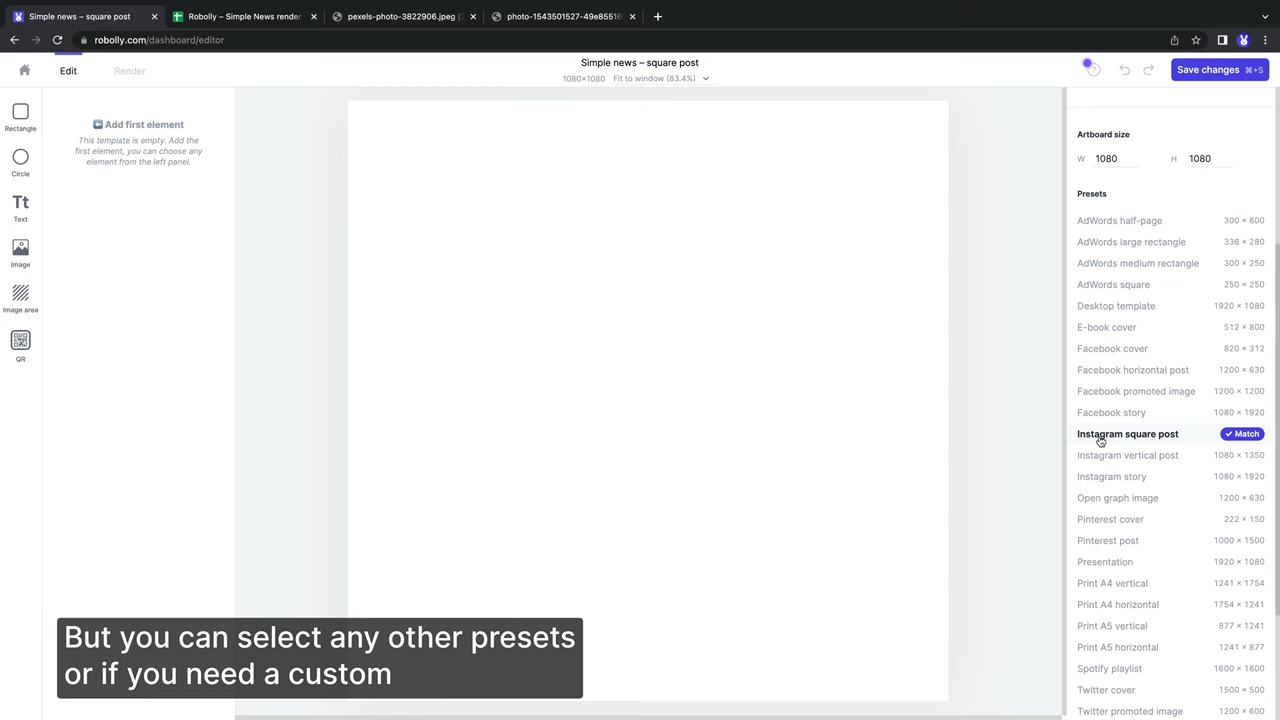 Simple news – square post
Robolly – Simple News render
pexels-photo-3822906.jpeg (
photo-1543501527-49e85516
robolly.com/dashboard/editor
Edit
Render
Simple news – square post
1080×1080 Fit to window (83.4%)
Save changes ⌘+S
Rectangle
Circle
Tt
Text
Image
Image area
QR
Add first element
This template is empty. Add the
first element, you can choose any
element from the left panel.
Artboard size
W 1080 H 1080
Presets
AdWords half-page 300 × 600
AdWords large rectangle 336 × 280
AdWords medium rectangle 300 × 250
AdWords square 250 × 250
Desktop template 1920 × 1080
E-book cover 512 × 800
Facebook cover 820 × 312
Facebook horizontal post 1200 × 630
Facebook promoted image 1200 × 1200
Facebook story 1080 × 1920
Instagram square post ✓ Match
Instagram vertical post 1080 × 1350
Instagram story 1080 × 1920
Open graph image 1200 × 630
Pinterest cover 222 × 150
Pinterest post 1000 × 1500
Presentation 1920 × 1080
Print A4 vertical 1241 × 1754
Print A4 horizontal 1754 × 1241
Print A5 vertical 877 × 1241
Print A5 horizontal 1241 × 877
Spotify playlist 1600 × 1600
Twitter cover 1500 × 500
Twitter promoted image 1200 × 600
But you can select any other presets
or if you need a custom